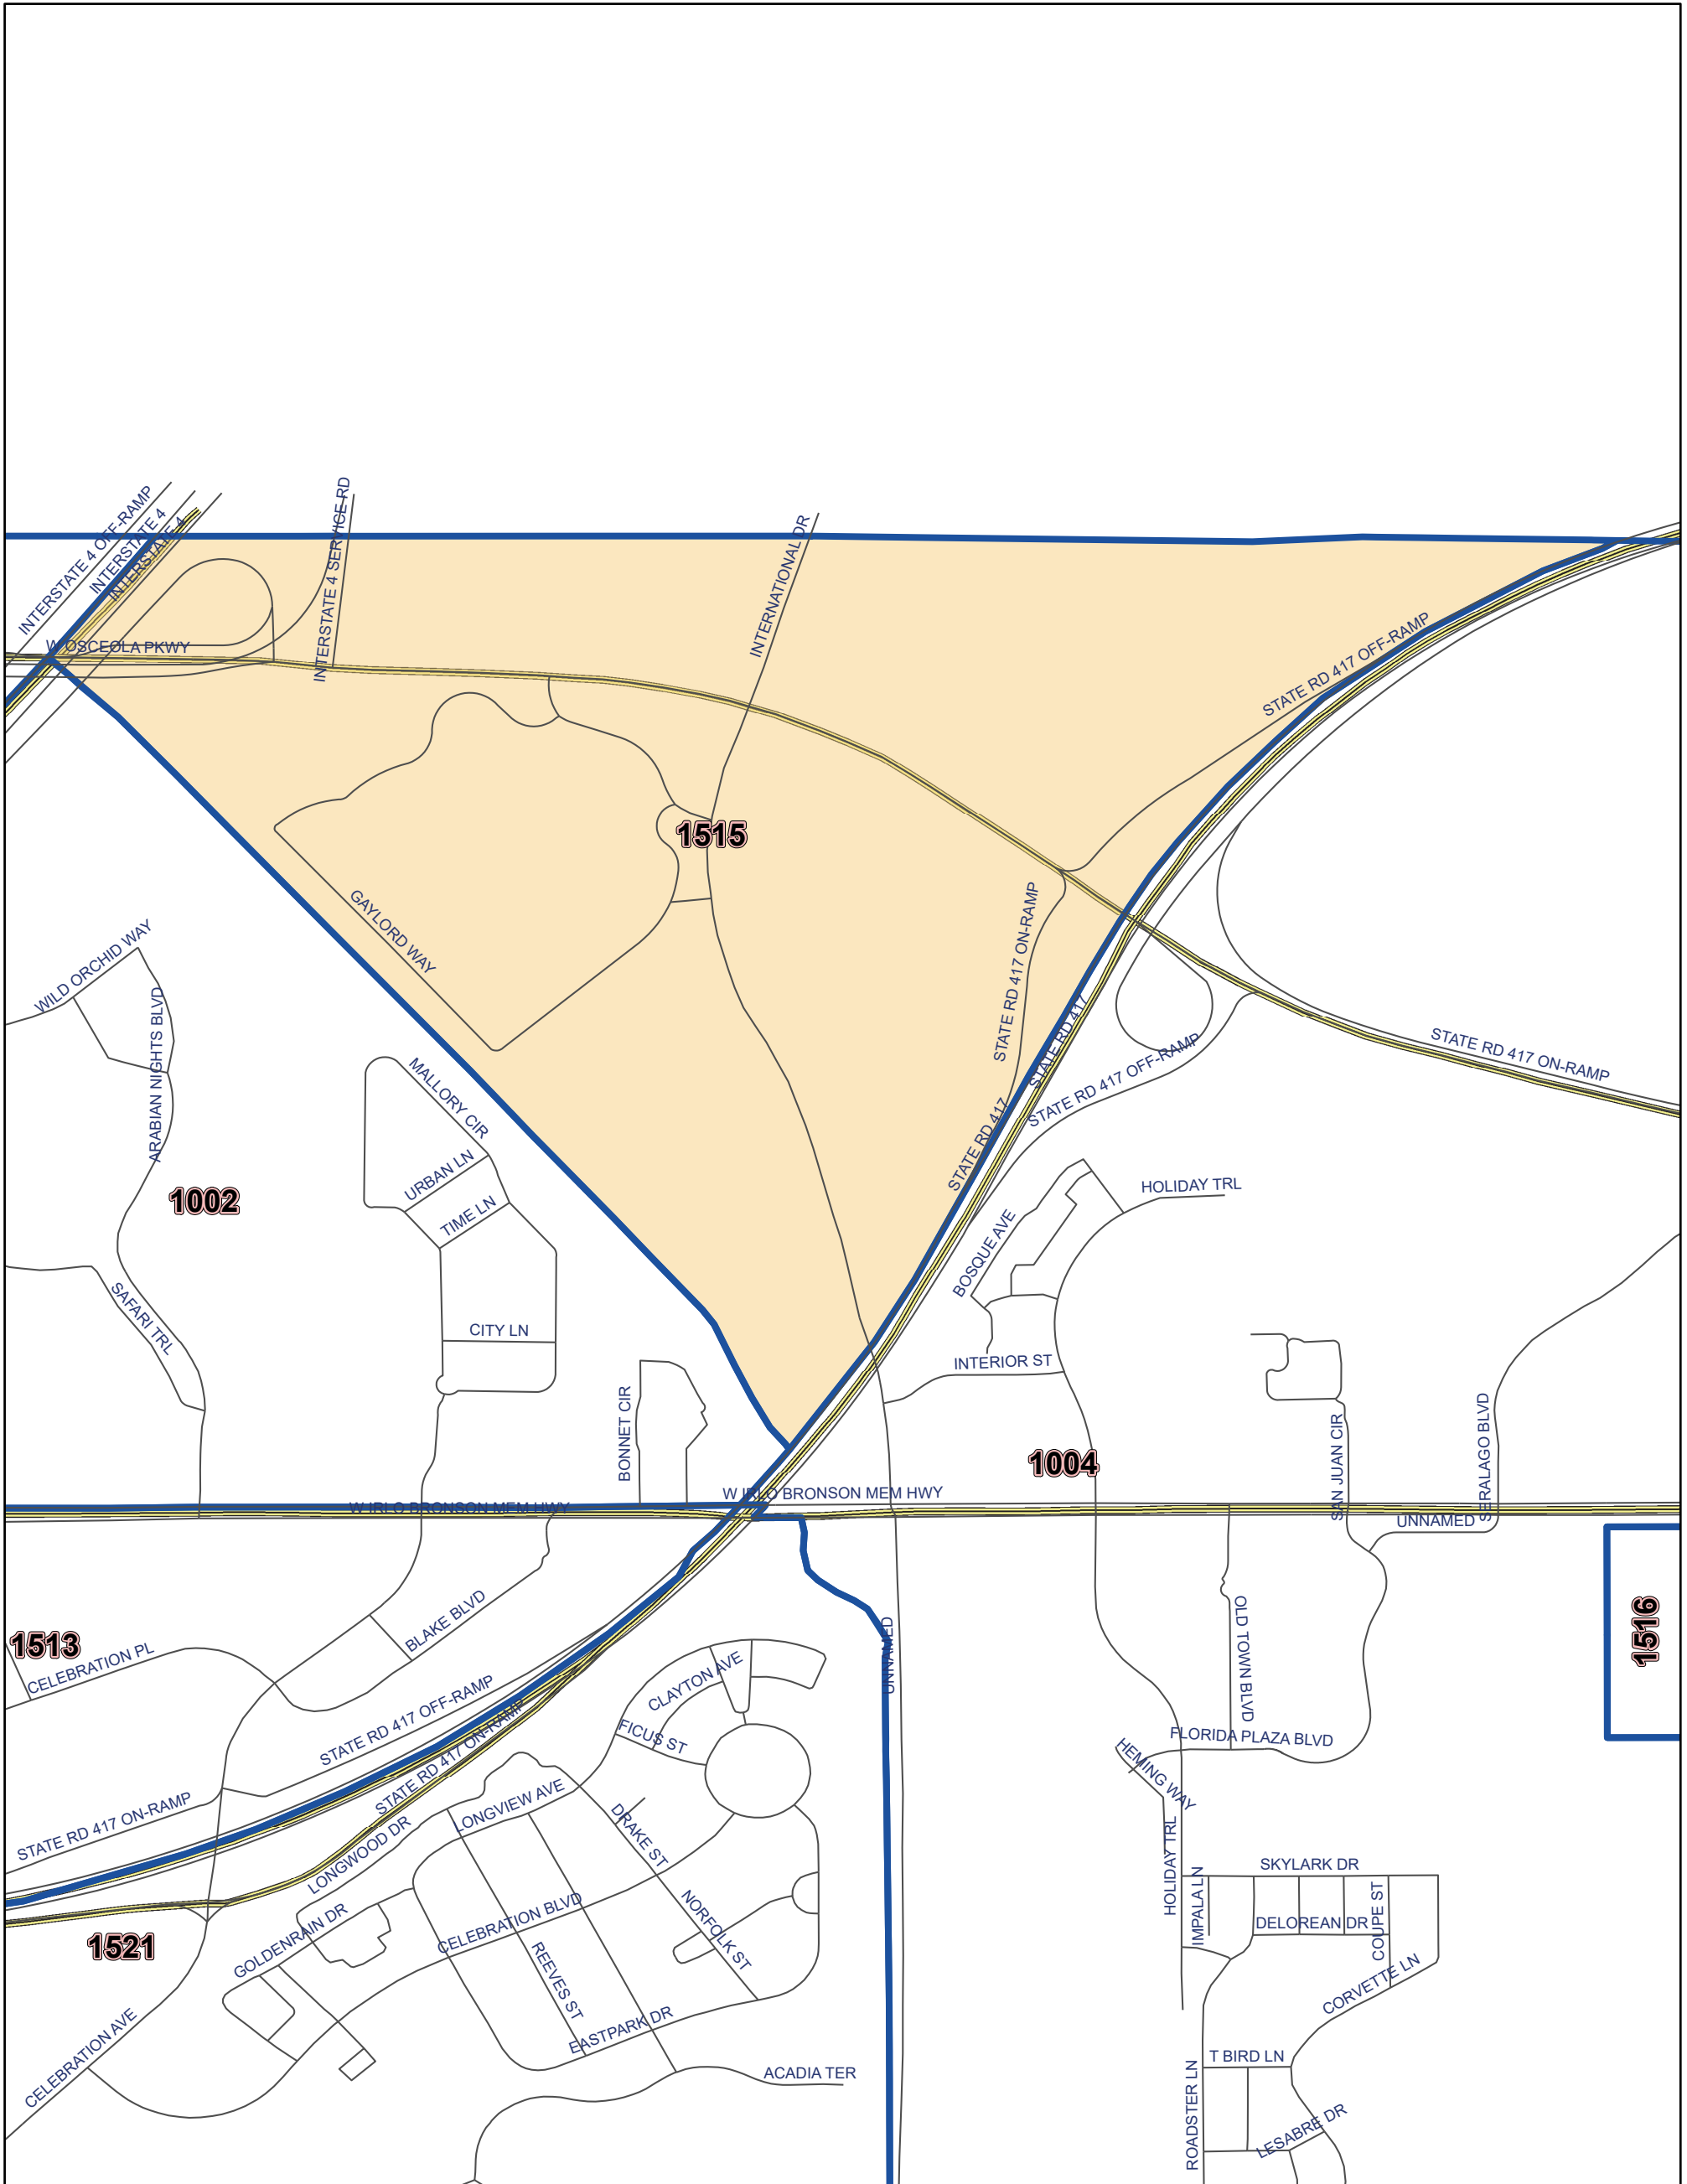 INTERSTATE 4 OFF-RAMP
INTERSTATE 4
INTERSTATE 4
INTERSTATE 4 SERVICE RD
INTERNATIONAL DR
W OSCEOLA PKWY
STATE RD 417 OFF-RAMP
1515
GAYLORD WAY
STATE RD 417 ON-RAMP
WILD ORCHID WAY
ARABIAN NIGHTS BLVD
STATE RD 417
STATE RD 417 OFF-RAMP
STATE RD 417 ON-RAMP
MALLORY CIR
STATE RD 417
URBAN LN
HOLIDAY TRL
1002
TIME LN
BOSQUE AVE
SAFARI TRL
CITY LN
INTERIOR ST
BONNET CIR
SAN JUAN CIR
SERALAGO BLVD
1004
W IRLO BRONSON MEM HWY
W IRLO BRONSON MEM HWY
UNNAMED
1513
CELEBRATION PL
BLAKE BLVD
1516
UNNAMED
OLD TOWN BLVD
CLAYTON AVE
STATE RD 417 OFF-RAMP
FICUS ST
STATE RD 417 ON-RAMP
FLORIDA PLAZA BLVD
HEMING WAY
STATE RD 417 ON-RAMP
LONGVIEW AVE
LONGWOOD DR
DRAKE ST
HOLIDAY TRL
SKYLARK DR
IMPALA LN
DELOREAN DR
COUPE ST
1521
GOLDENRAIN DR
CELEBRATION BLVD
NORFOLK ST
REEVES ST
CORVETTE LN
EASTPARK DR
CELEBRATION AVE
T BIRD LN
ACADIA TER
ROADSTER LN
LESABRE DR